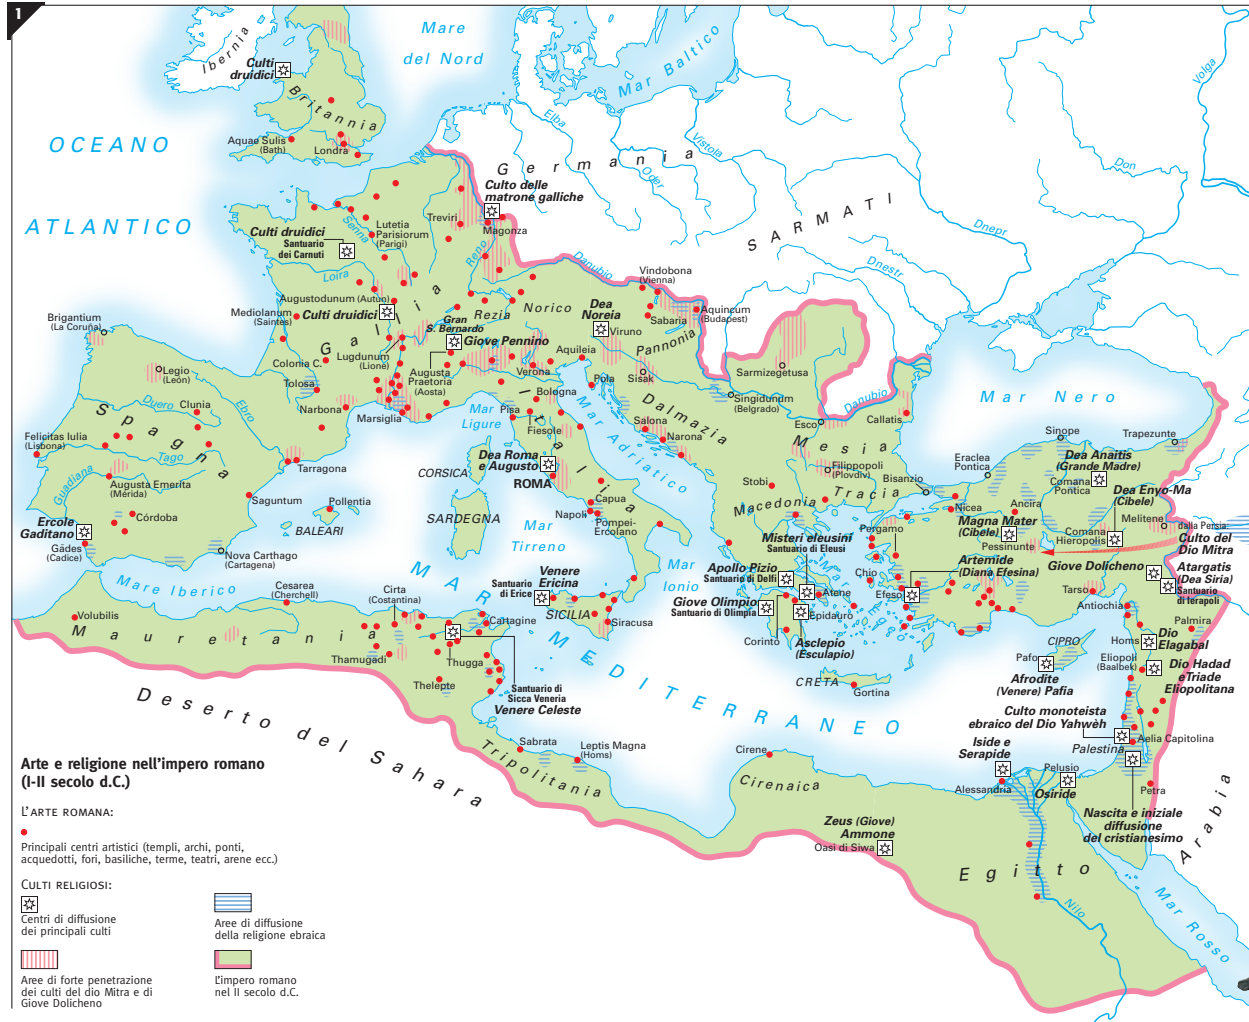 1
Mare
del Nord
Mar Baltico
Ibernia
Culti
druidici
Britannia
Aquae Sulis
(Bath)
Londra
OCEANO
ATLANTICO
Elba
Vistola
Oder
Volga
Don
Dnepr
Dnestr
Germania
SARMATI
Culto delle
matrone galliche
Magonza
Treviri
Reno
Danubio
Lutetia
Parisiorum
(Parigi)
Senna
Culti druidici
Santuario
dei Carnuti
Loira
Augustodunum (Autun)
Culti druidici
Mediolanum
(Saintes)
Gallia
Lugdunum
(Lione)
Colonia C.
Tolosa
Narbona
Marsiglia
Gran
S. Bernardo
Giove Pennino
Augusta
Praetoria
(Aosta)
Rezia
Norico
Dea
Noreia
Viruno
Vindobona
(Vienna)
Sabaria
Aquincum
(Budapest)
Pannonia
Aquileia
Verona
Pola
Sisak
Bologna
Pisa
Fiesole
Italia
Mar
Ligure
Mar Adriatico
Dalmazia
Salona
Narona
Singidunum
(Belgrado)
Sarmizegetusa
Danubio
Esco
Callatis
Mesia
Filippopoli
(Plovdiv)
Tracia
Bisanzio
Stobi
Macedonia
Mar Nero
Sinope
Trapezunte
Eraclea
Pontica
Dea Anaitis
(Grande Madre)
Comana
Pontica
Dea Enyo-Ma
(Cibele)
Melitene
Comana
Hieropolis
dalla Persia:
Culto del
Dio Mitra
Nicea
Ancira
Magna Mater
(Cibele)
Pessinunte
Pergamo
Artemide
(Diana Efesina)
Efeso
Chio
Mar Egeo
Giove Dolicheno
Atargatis
(Dea Siria)
Santuario
di Ierapoli
Tarso
Antiochia
Palmira
Homs
Dio
Elagabal
CIPRO
Pafo
Afrodite
(Venere) Pafia
Eliopoli
(Baalbek)
Dio Hadad
eTriade
Eliopolitana
Culto monoteista
ebraico del Dio Yahwèh
Aelia Capitolina
Palestina
Petra
Arabia
Nascita e iniziale
diffusione
del cristianesimo
Iside e
Serapide
Alessandria
Pelusio
Osiride
Zeus (Giove)
Ammone
Oasi di Siwa
Egitto
Nilo
Mar Rosso
Brigantium
(La Coruña)
Legio
(León)
Duero
Clunia
Ebro
Spagna
Felicitas Iulia
(Lisbona)
Tago
Guadiana
Augusta Emerita
(Mérida)
Córdoba
Ercole
Gaditano
Gades
(Cadice)
Tarragona
Saguntum
Pollentia
BALEARI
Nova Carthago
(Cartagena)
Mare Iberico
CORSICA
SARDEGNA
Dea Roma
e Augusto
ROMA
Capua
Napoli
Pompei-
Ercolano
Mar
Tirreno
Mar
Ionio
Santuario
di Erice
Venere
Ericina
SICILIA
Siracusa
Misteri eleusini
Santuario di Eleusi
Apollo Pizio
Santuario di Delfi
Giove Olimpio
Santuario di Olimpia
Atene
Epidauro
Corinto
Asclepio
(Esculapio)
CRETA
Gortina
MAR MEDITERRANEO
Volubilis
Cesarea
(Cherchell)
Cirta
(Costantina)
Cartagine
Mauretania
Thamugadi
Thugga
Thelepte
Santuario di
Sicca Veneria
Venere Celeste
Sabrata
Leptis Magna
(Homs)
Tripolitania
Cirene
Cirenaica
Deserto del Sahara
Arte e religione nell'impero romano
(I-II secolo d.C.)
L'ARTE ROMANA:
Principali centri artistici (templi, archi, ponti,
acquedotti, fori, basiliche, terme, teatri, arene ecc.)
CULTI RELIGIOSI:
Centri di diffusione
dei principali culti
Aree di diffusione
della religione ebraica
Aree di forte penetrazione
dei culti del dio Mitra e di
Giove Dolicheno
L'impero romano
nel II secolo d.C.